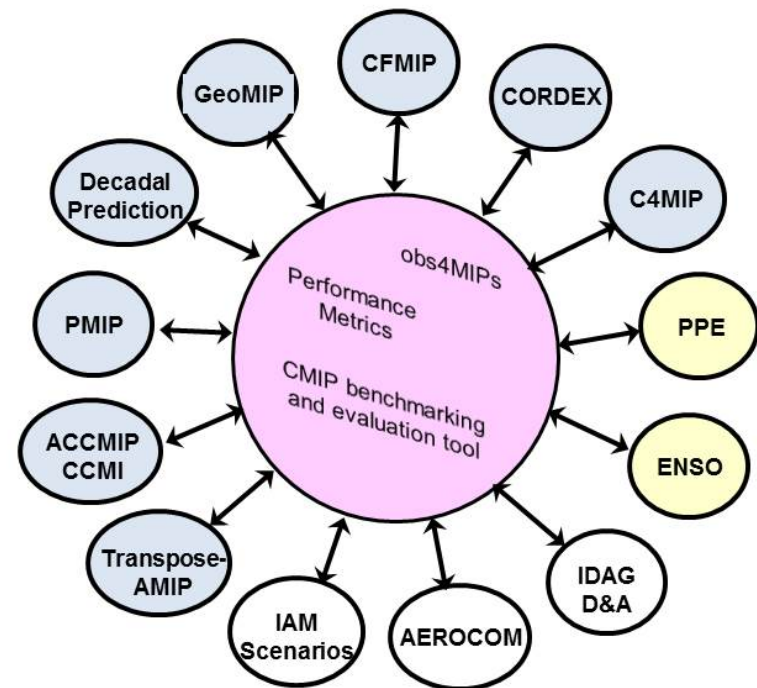 CFMIP
GeoMIP
CORDEX
Decadal
Prediction
C4MIP
obs4MIPs
Performance
Metrics
PMIP
PPE
CMIP benchmarking
and evaluation tool
ACCMIP
CCMI
ENSO
Transpose-
AMIP
IDAG
D&A
IAM
Scenarios
AEROCOM